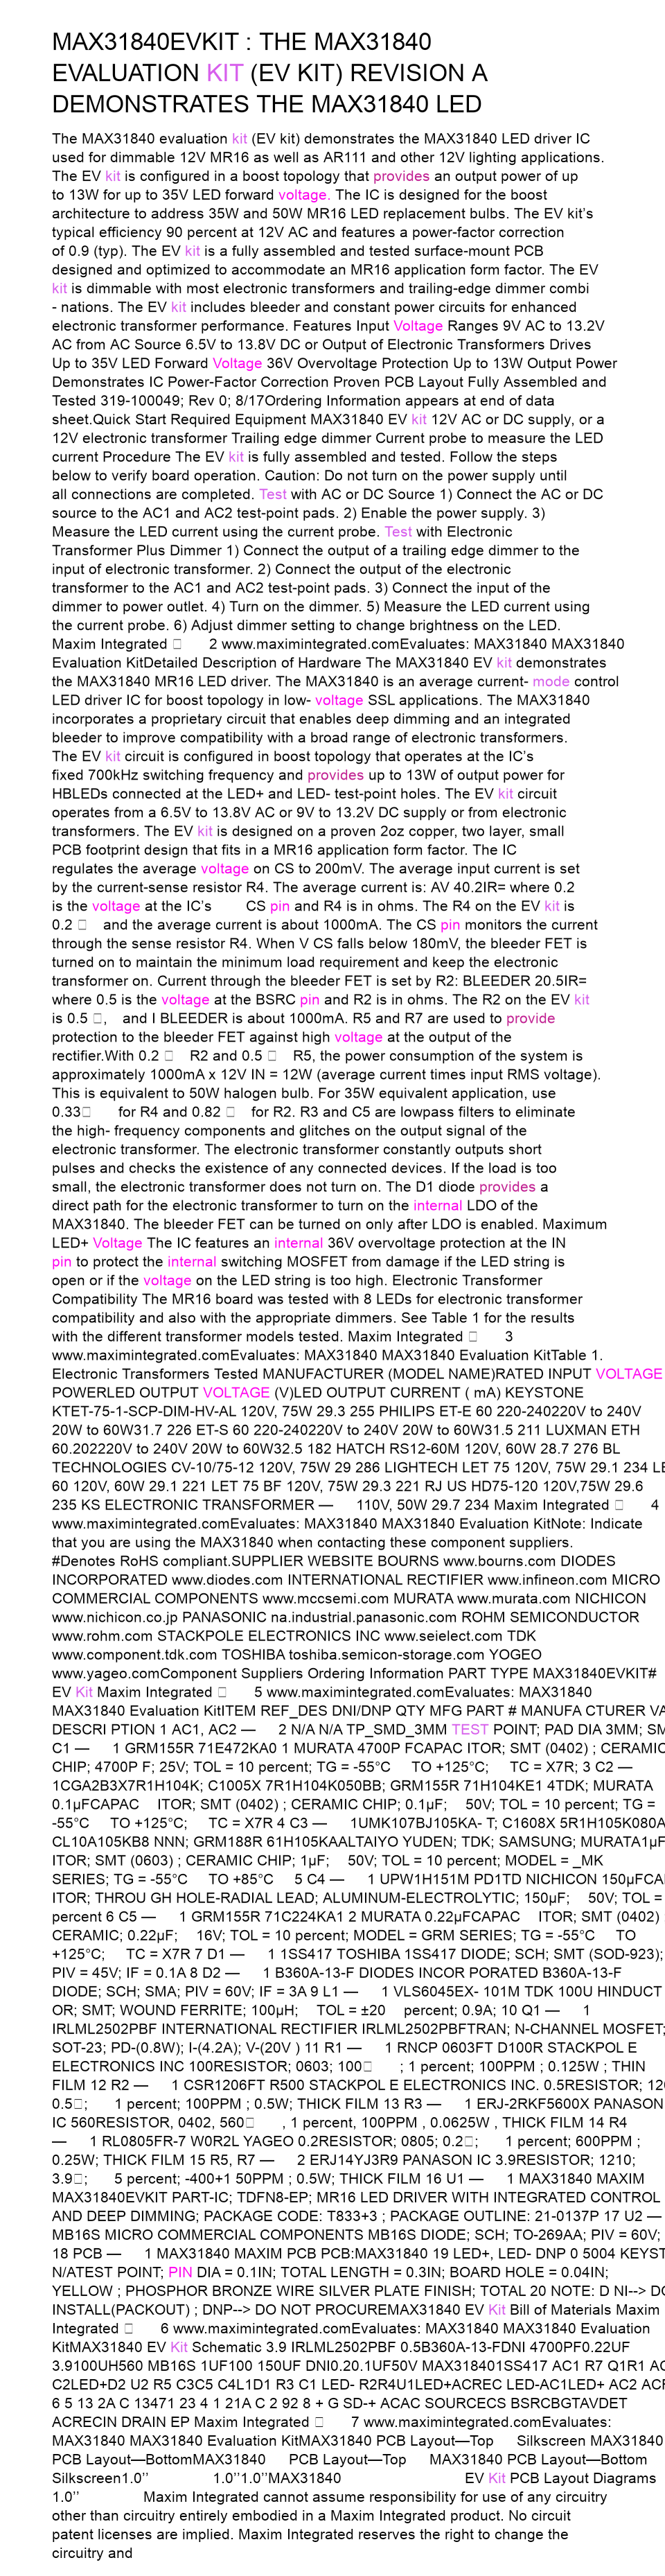 MAX31840EVKIT : THE MAX31840
EVALUATION KIT (EV KIT) REVISION A
DEMONSTRATES THE MAX31840 LED
The MAX31840 evaluation kit (EV kit) demonstrates the MAX31840 LED driver IC
used for dimmable 12V MR16 as well as AR111 and other 12V lighting applications.
The EV kit is configured in a boost topology that provides an output power of up
to 13W for up to 35V LED forward voltage. The IC is designed for the boost
architecture to address 35W and 50W MR16 LED replacement bulbs. The EV kit’s
typical efficiency 90 percent at 12V AC and features a power-factor correction
of 0.9 (typ). The EV kit is a fully assembled and tested surface-mount PCB
designed and optimized to accommodate an MR16 application form factor. The EV
kit is dimmable with most electronic transformers and trailing-edge dimmer combi
- nations. The EV kit includes bleeder and constant power circuits for enhanced
electronic transformer performance. Features Input Voltage Ranges 9V AC to 13.2V
AC from AC Source 6.5V to 13.8V DC or Output of Electronic Transformers Drives
Up to 35V LED Forward Voltage 36V Overvoltage Protection Up to 13W Output Power
Demonstrates IC Power-Factor Correction Proven PCB Layout Fully Assembled and
Tested 319-100049; Rev 0; 8/17Ordering Information appears at end of data
sheet.Quick Start Required Equipment MAX31840 EV kit 12V AC or DC supply, or a
12V electronic transformer Trailing edge dimmer Current probe to measure the LED
current Procedure The EV kit is fully assembled and tested. Follow the steps
below to verify board operation. Caution: Do not turn on the power supply until
all connections are completed. Test with AC or DC Source 1) Connect the AC or DC
source to the AC1 and AC2 test-point pads. 2) Enable the power supply. 3)
Measure the LED current using the current probe. Test with Electronic
Transformer Plus Dimmer 1) Connect the output of a trailing edge dimmer to the
input of electronic transformer. 2) Connect the output of the electronic
transformer to the AC1 and AC2 test-point pads. 3) Connect the input of the
dimmer to power outlet. 4) Turn on the dimmer. 5) Measure the LED current using
the current probe. 6) Adjust dimmer setting to change brightness on the LED.
Maxim Integrated 2 www.maximintegrated.comEvaluates: MAX31840 MAX31840
Evaluation KitDetailed Description of Hardware The MAX31840 EV kit demonstrates
the MAX31840 MR16 LED driver. The MAX31840 is an average current- mode control
LED driver IC for boost topology in low- voltage SSL applications. The MAX31840
incorporates a proprietary circuit that enables deep dimming and an integrated
bleeder to improve compatibility with a broad range of electronic transformers.
The EV kit circuit is configured in boost topology that operates at the IC’s
fixed 700kHz switching frequency and provides up to 13W of output power for
HBLEDs connected at the LED+ and LED- test-point holes. The EV kit circuit
operates from a 6.5V to 13.8V AC or 9V to 13.2V DC supply or from electronic
transformers. The EV kit is designed on a proven 2oz copper, two layer, small
PCB footprint design that fits in a MR16 application form factor. The IC
regulates the average voltage on CS to 200mV. The average input current is set
by the current-sense resistor R4. The average current is: AV 40.2IR= where 0.2
is the voltage at the IC’s CS pin and R4 is in ohms. The R4 on the EV kit is
0.2 and the average current is about 1000mA. The CS pin monitors the current
through the sense resistor R4. When V CS falls below 180mV, the bleeder FET is
turned on to maintain the minimum load requirement and keep the electronic
transformer on. Current through the bleeder FET is set by R2: BLEEDER 20.5IR=
where 0.5 is the voltage at the BSRC pin and R2 is in ohms. The R2 on the EV kit
is 0.5 , and I BLEEDER is about 1000mA. R5 and R7 are used to provide
protection to the bleeder FET against high voltage at the output of the
rectifier.With 0.2 R2 and 0.5 R5, the power consumption of the system is
approximately 1000mA x 12V IN = 12W (average current times input RMS voltage).
This is equivalent to 50W halogen bulb. For 35W equivalent application, use
0.33 for R4 and 0.82 for R2. R3 and C5 are lowpass filters to eliminate
the high- frequency components and glitches on the output signal of the
electronic transformer. The electronic transformer constantly outputs short
pulses and checks the existence of any connected devices. If the load is too
small, the electronic transformer does not turn on. The D1 diode provides a
direct path for the electronic transformer to turn on the internal LDO of the
MAX31840. The bleeder FET can be turned on only after LDO is enabled. Maximum
LED+ Voltage The IC features an internal 36V overvoltage protection at the IN
pin to protect the internal switching MOSFET from damage if the LED string is
open or if the voltage on the LED string is too high. Electronic Transformer
Compatibility The MR16 board was tested with 8 LEDs for electronic transformer
compatibility and also with the appropriate dimmers. See Table 1 for the results
with the different transformer models tested. Maxim Integrated 3
www.maximintegrated.comEvaluates: MAX31840 MAX31840 Evaluation KitTable 1.
Electronic Transformers Tested MANUFACTURER (MODEL NAME)RATED INPUT VOLTAGE
POWERLED OUTPUT VOLTAGE (V)LED OUTPUT CURRENT ( mA) KEYSTONE
KTET-75-1-SCP-DIM-HV-AL 120V, 75W 29.3 255 PHILIPS ET-E 60 220-240220V to 240V
20W to 60W31.7 226 ET-S 60 220-240220V to 240V 20W to 60W31.5 211 LUXMAN ETH
60.202220V to 240V 20W to 60W32.5 182 HATCH RS12-60M 120V, 60W 28.7 276 BL
TECHNOLOGIES CV-10/75-12 120V, 75W 29 286 LIGHTECH LET 75 120V, 75W 29.1 234 LE
60 120V, 60W 29.1 221 LET 75 BF 120V, 75W 29.3 221 RJ US HD75-120 120V,75W 29.6
235 KS ELECTRONIC TRANSFORMER — 110V, 50W 29.7 234 Maxim Integrated 4
www.maximintegrated.comEvaluates: MAX31840 MAX31840 Evaluation KitNote: Indicate
that you are using the MAX31840 when contacting these component suppliers.
#Denotes RoHS compliant.SUPPLIER WEBSITE BOURNS www.bourns.com DIODES
INCORPORATED www.diodes.com INTERNATIONAL RECTIFIER www.infineon.com MICRO
COMMERCIAL COMPONENTS www.mccsemi.com MURATA www.murata.com NICHICON
www.nichicon.co.jp PANASONIC na.industrial.panasonic.com ROHM SEMICONDUCTOR
www.rohm.com STACKPOLE ELECTRONICS INC www.seielect.com TDK
www.component.tdk.com TOSHIBA toshiba.semicon-storage.com YOGEO
www.yageo.comComponent Suppliers Ordering Information PART TYPE MAX31840EVKIT#
EV Kit Maxim Integrated 5 www.maximintegrated.comEvaluates: MAX31840
MAX31840 Evaluation KitITEM REF_DES DNI/DNP QTY MFG PART # MANUFA CTURER VA
DESCRI PTION 1 AC1, AC2 — 2 N/A N/A TP_SMD_3MM TEST POINT; PAD DIA 3MM; SM
C1 — 1 GRM155R 71E472KA0 1 MURATA 4700P FCAPAC ITOR; SMT (0402) ; CERAMIC
CHIP; 4700P F; 25V; TOL = 10 percent; TG = -55°C TO +125°C; TC = X7R; 3 C2 —
1CGA2B3X7R1H104K; C1005X 7R1H104K050BB; GRM155R 71H104KE1 4TDK; MURATA
0.1μFCAPAC ITOR; SMT (0402) ; CERAMIC CHIP; 0.1μF; 50V; TOL = 10 percent; TG =
-55°C TO +125°C; TC = X7R 4 C3 — 1UMK107BJ105KA- T; C1608X 5R1H105K080A
CL10A105KB8 NNN; GRM188R 61H105KAALTAIYO YUDEN; TDK; SAMSUNG; MURATA1μF
ITOR; SMT (0603) ; CERAMIC CHIP; 1μF; 50V; TOL = 10 percent; MODEL = _MK
SERIES; TG = -55°C TO +85°C 5 C4 — 1 UPW1H151M PD1TD NICHICON 150μFCAP
ITOR; THROU GH HOLE-RADIAL LEAD; ALUMINUM-ELECTROLYTIC; 150μF; 50V; TOL =
percent 6 C5 — 1 GRM155R 71C224KA1 2 MURATA 0.22μFCAPAC ITOR; SMT (0402)
CERAMIC; 0.22μF; 16V; TOL = 10 percent; MODEL = GRM SERIES; TG = -55°C TO
+125°C; TC = X7R 7 D1 — 1 1SS417 TOSHIBA 1SS417 DIODE; SCH; SMT (SOD-923);
PIV = 45V; IF = 0.1A 8 D2 — 1 B360A-13-F DIODES INCOR PORATED B360A-13-F
DIODE; SCH; SMA; PIV = 60V; IF = 3A 9 L1 — 1 VLS6045EX- 101M TDK 100U HINDUCT
OR; SMT; WOUND FERRITE; 100μH; TOL = ±20 percent; 0.9A; 10 Q1 — 1
IRLML2502PBF INTERNATIONAL RECTIFIER IRLML2502PBFTRAN; N-CHANNEL MOSFET;
SOT-23; PD-(0.8W); I-(4.2A); V-(20V ) 11 R1 — 1 RNCP 0603FT D100R STACKPOL E
ELECTRONICS INC 100RESISTOR; 0603; 100 ; 1 percent; 100PPM ; 0.125W ; THIN
FILM 12 R2 — 1 CSR1206FT R500 STACKPOL E ELECTRONICS INC. 0.5RESISTOR; 120
0.5 ; 1 percent; 100PPM ; 0.5W; THICK FILM 13 R3 — 1 ERJ-2RKF5600X PANASON
IC 560RESISTOR, 0402, 560 , 1 percent, 100PPM , 0.0625W , THICK FILM 14 R4
— 1 RL0805FR-7 W0R2L YAGEO 0.2RESISTOR; 0805; 0.2 ; 1 percent; 600PPM ;
0.25W; THICK FILM 15 R5, R7 — 2 ERJ14YJ3R9 PANASON IC 3.9RESISTOR; 1210;
3.9 ; 5 percent; -400+1 50PPM ; 0.5W; THICK FILM 16 U1 — 1 MAX31840 MAXIM
MAX31840EVKIT PART-IC; TDFN8-EP; MR16 LED DRIVER WITH INTEGRATED CONTROL
AND DEEP DIMMING; PACKAGE CODE: T833+3 ; PACKAGE OUTLINE: 21-0137P 17 U2 —
MB16S MICRO COMMERCIAL COMPONENTS MB16S DIODE; SCH; TO-269AA; PIV = 60V;
18 PCB — 1 MAX31840 MAXIM PCB PCB:MAX31840 19 LED+, LED- DNP 0 5004 KEYST
N/ATEST POINT; PIN DIA = 0.1IN; TOTAL LENGTH = 0.3IN; BOARD HOLE = 0.04IN;
YELLOW ; PHOSPHOR BRONZE WIRE SILVER PLATE FINISH; TOTAL 20 NOTE: D NI--> DO
INSTALL(PACKOUT) ; DNP--> DO NOT PROCUREMAX31840 EV Kit Bill of Materials Maxim
Integrated 6 www.maximintegrated.comEvaluates: MAX31840 MAX31840 Evaluation
KitMAX31840 EV Kit Schematic 3.9 IRLML2502PBF 0.5B360A-13-FDNI 4700PF0.22UF
3.9100UH560 MB16S 1UF100 150UF DNI0.20.1UF50V MAX318401SS417 AC1 R7 Q1R1 AC
C2LED+D2 U2 R5 C3C5 C4L1D1 R3 C1 LED- R2R4U1LED+ACREC LED-AC1LED+ AC2 ACR
6 5 13 2A C 13471 23 4 1 21A C 2 92 8 + G SD-+ ACAC SOURCECS BSRCBGTAVDET
ACRECIN DRAIN EP Maxim Integrated 7 www.maximintegrated.comEvaluates:
MAX31840 MAX31840 Evaluation KitMAX31840 PCB Layout—Top Silkscreen MAX31840
PCB Layout—BottomMAX31840 PCB Layout—Top MAX31840 PCB Layout—Bottom
Silkscreen1.0’’ 1.0’’1.0’’MAX31840 EV Kit PCB Layout Diagrams
1.0’’ Maxim Integrated cannot assume responsibility for use of any circuitry
other than circuitry entirely embodied in a Maxim Integrated product. No circuit
patent licenses are implied. Maxim Integrated reserves the right to change the
circuitry and